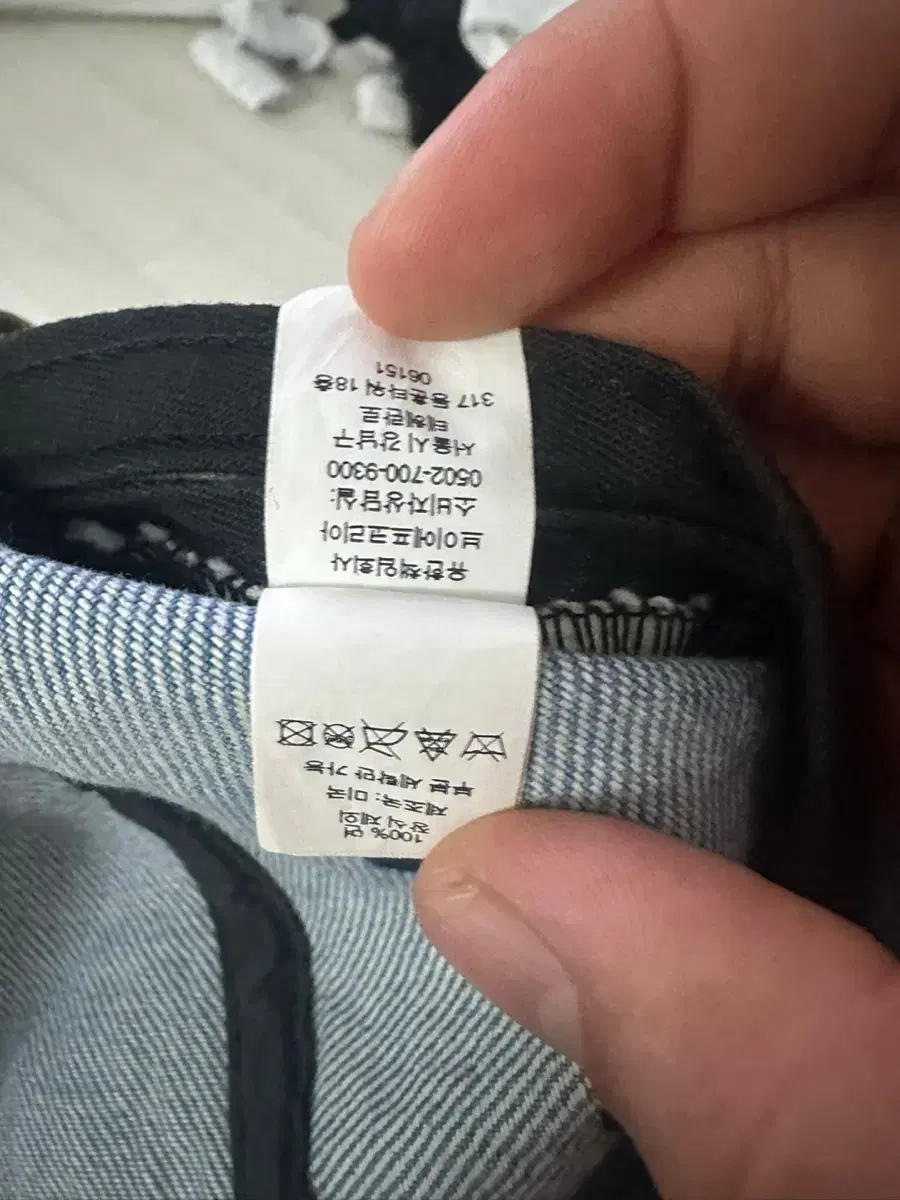 100% 면
장식 제외
제조국: 미국
부분 세탁만 가능
유한책임회사
브이에프코리아
소비자상담실:
0502-700-9300
서울시 강남구
테헤란로
317 동훈타워 18층
06151